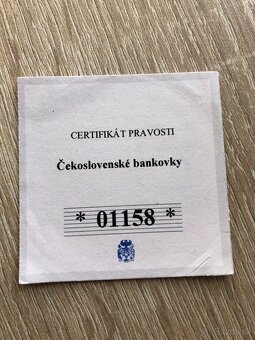 CERTIFIKÁT PRAVOSTI
Čekoslovenské bankovky
* 01158 *